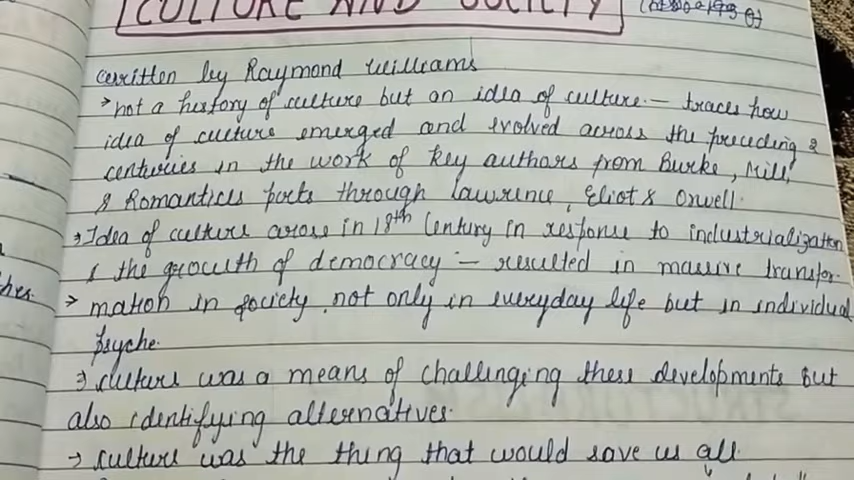 CULTURE AND SOCIETY
written by Raymond Williams
→ not a history of culture but an idea of culture. — traces how
idea of culture emerged and evolved across the preceding 2
centuries in the work of key authors from Burke, Mill,
& Romantics poets through Lawrence, Eliot & Orwell.
→ Idea of culture arose in 18th Century in response to industrialization
& the growth of democracy — resulted in massive transfor-
→ mation in society, not only in everyday life but in individual
psyche.
→ culture was a means of challenging these developments but
also identifying alternatives.
→ culture was the thing that would save us all.